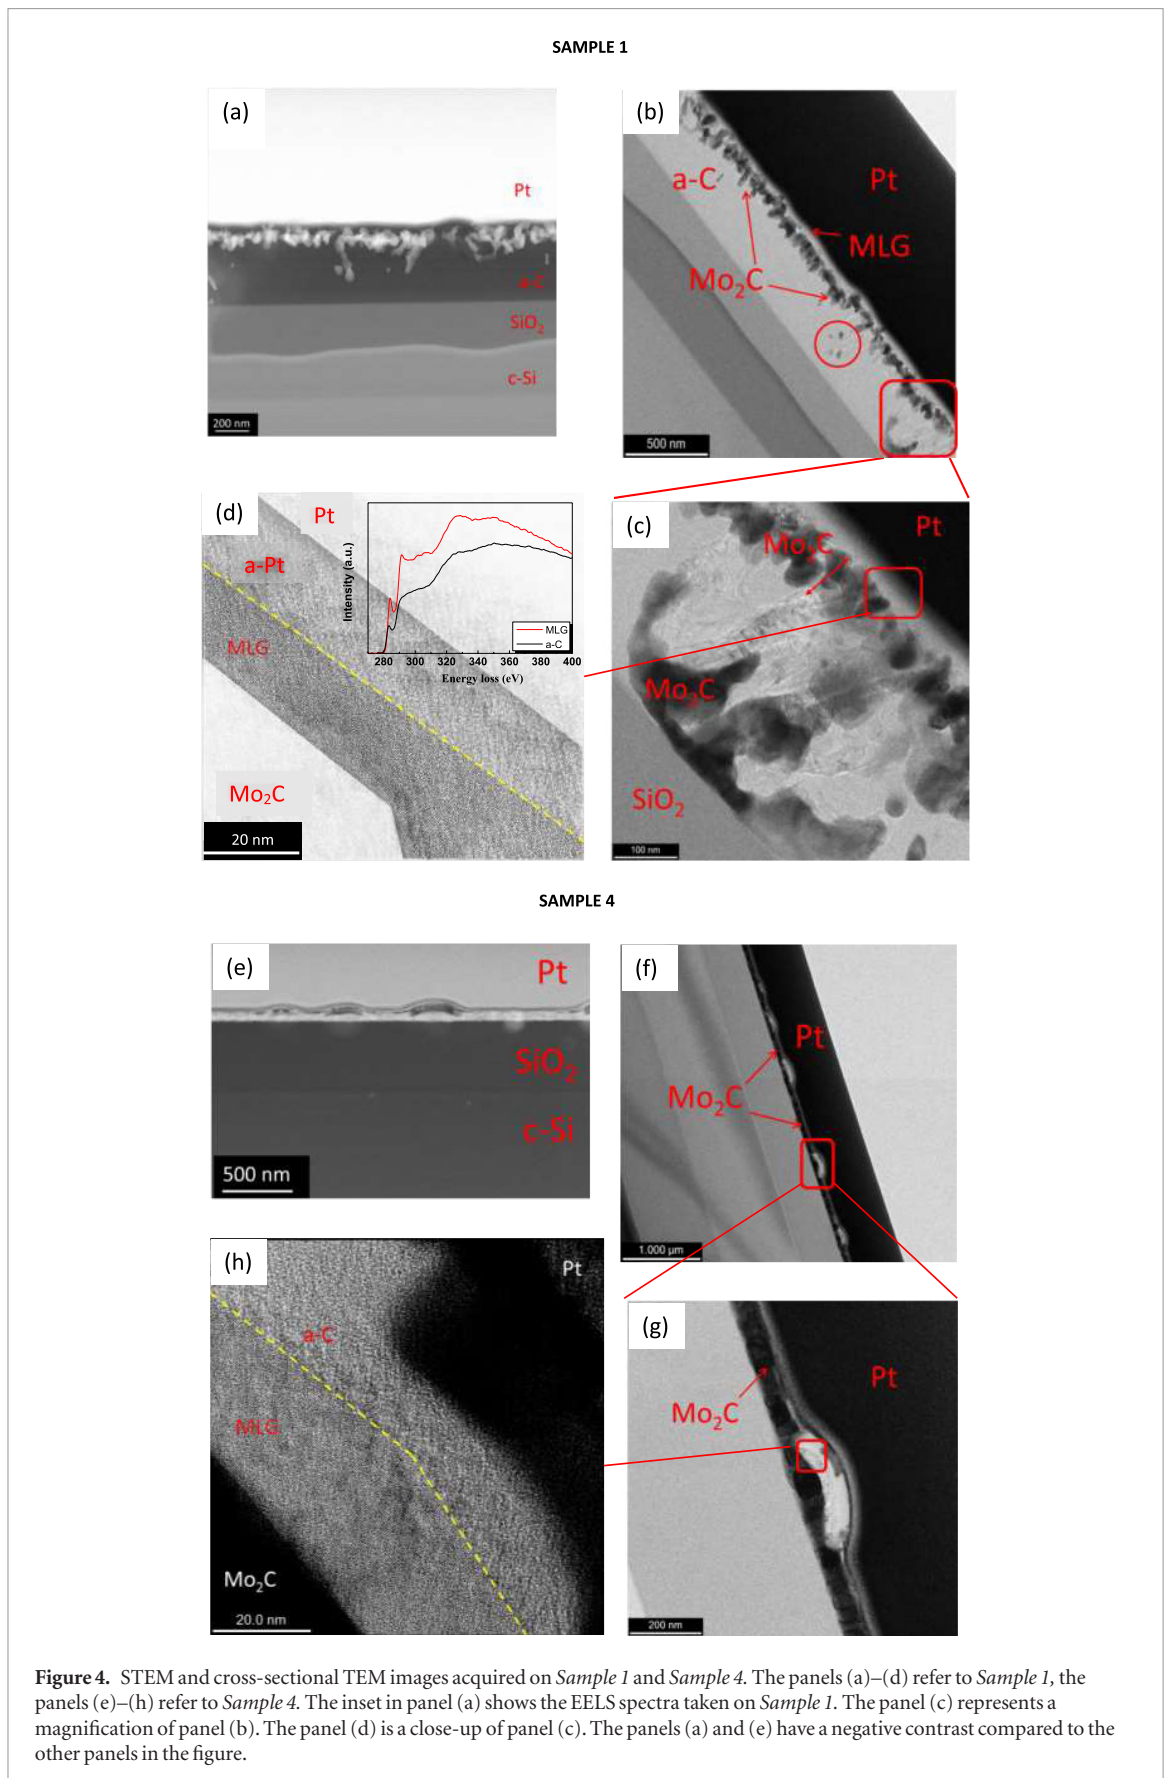 SAMPLE 1
(a)
Pt
a-C
SiO₂
c-Si
200 nm
(b)
a-C
Pt
MLG
Mo₂C
500 nm
(d)
Pt
a-Pt
MLG
Mo₂C
20 nm
Intensity (a.u.)
MLG
a-C
280 300 320 340 360 380 400
Energy loss (eV)
(c)
Pt
Mo₂C
Mo₂C
SiO₂
100 nm
SAMPLE 4
(e)
Pt
SiO₂
c-Si
500 nm
(f)
Pt
Mo₂C
1.000 µm
(h)
Pt
a-C
MLG
Mo₂C
20.0 nm
(g)
Pt
Mo₂C
200 nm
Figure 4. STEM and cross-sectional TEM images acquired on Sample 1 and Sample 4. The panels (a)–(d) refer to Sample 1, the
panels (e)–(h) refer to Sample 4. The inset in panel (a) shows the EELS spectra taken on Sample 1. The panel (c) represents a
magnification of panel (b). The panel (d) is a close-up of panel (c). The panels (a) and (e) have a negative contrast compared to the
other panels in the figure.